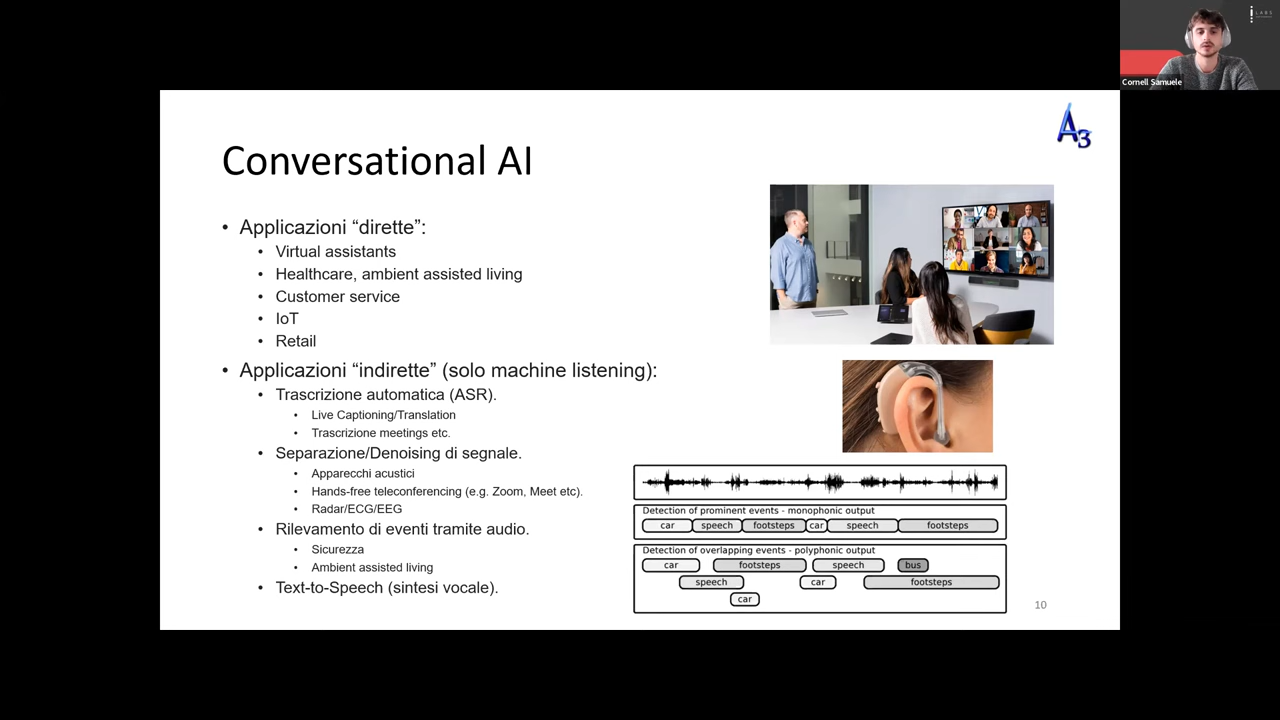 LABS
Cornell Samuele
A3
Conversational AI
• Applicazioni “dirette”:
• Virtual assistants
• Healthcare, ambient assisted living
• Customer service
• IoT
• Retail
• Applicazioni “indirette” (solo machine listening):
• Trascrizione automatica (ASR).
• Live Captioning/Translation
• Trascrizione meetings etc.
• Separazione/Denoising di segnale.
• Apparecchi acustici
• Hands-free teleconferencing (e.g. Zoom, Meet etc).
• Radar/ECG/EEG
• Rilevamento di eventi tramite audio.
• Sicurezza
• Ambient assisted living
• Text-to-Speech (sintesi vocale).
Detection of prominent events - monophonic output
car speech footsteps car speech footsteps
Detection of overlapping events - polyphonic output
car footsteps speech bus
speech car footsteps
car
10